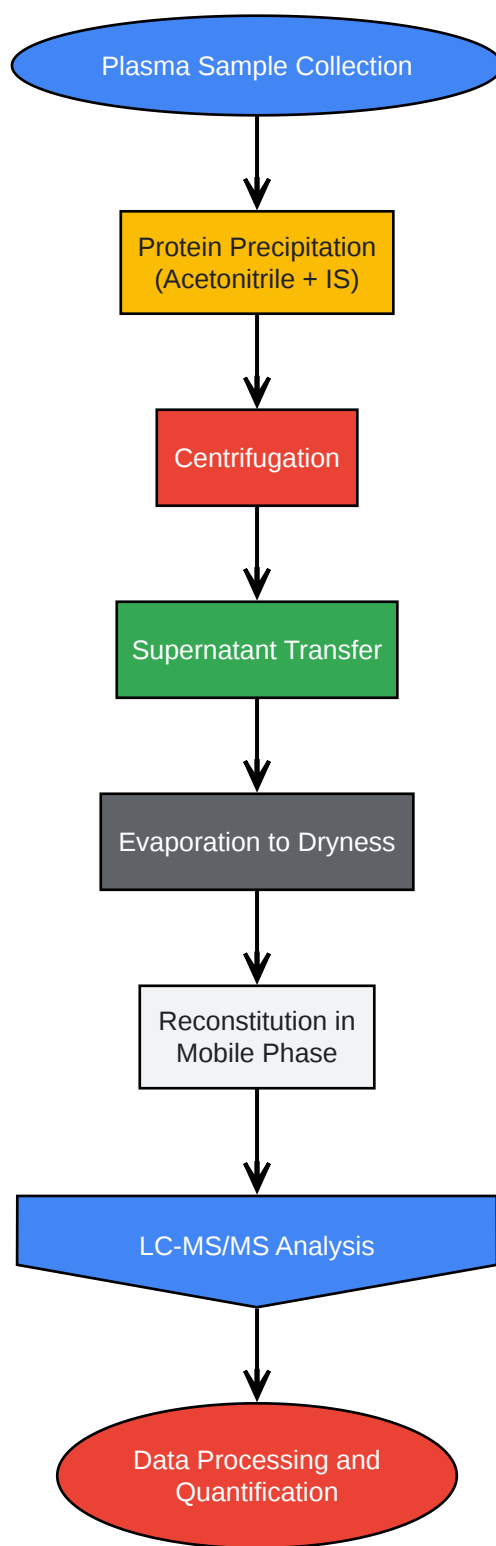 Plasma Sample Collection
Protein Precipitation
(Acetonitrile + IS)
Centrifugation
Supernatant Transfer
Evaporation to Dryness
Reconstitution in
Mobile Phase
LC-MS/MS Analysis
Data Processing and
Quantification